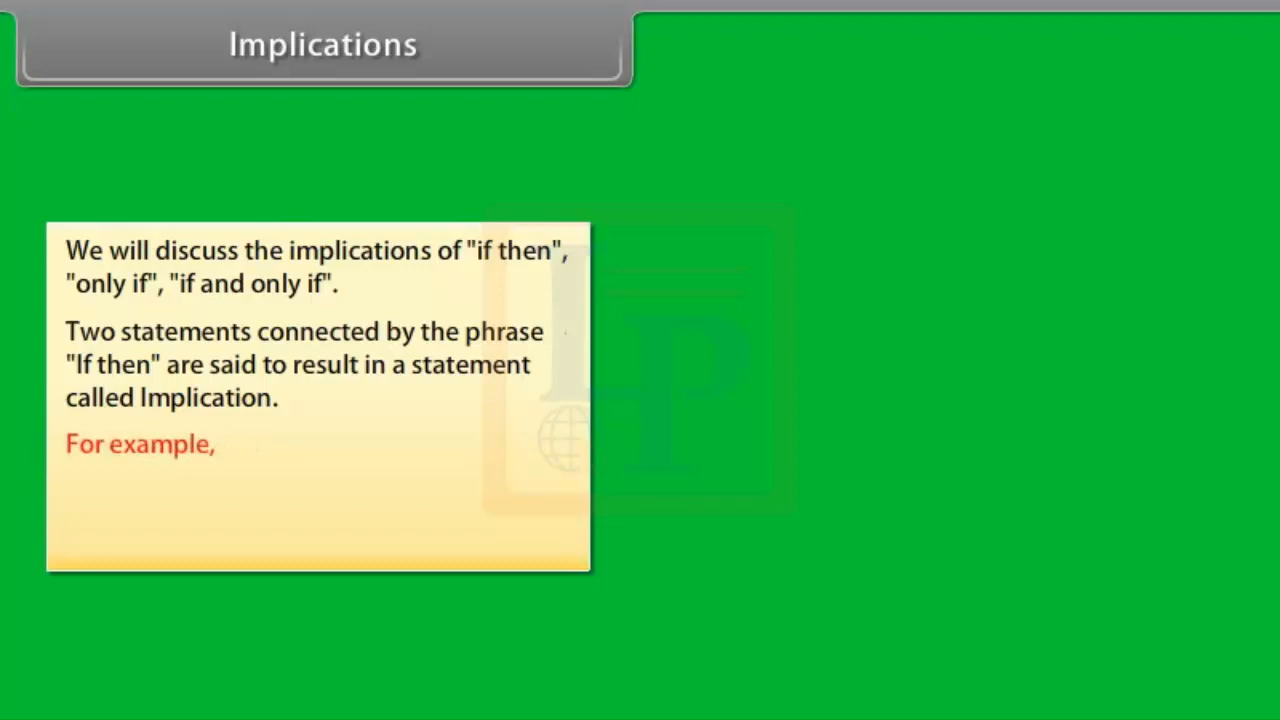 Implications
We will discuss the implications of "if then",
"only if", "if and only if".
Two statements connected by the phrase
"If then" are said to result in a statement
called Implication.
For example,
LP